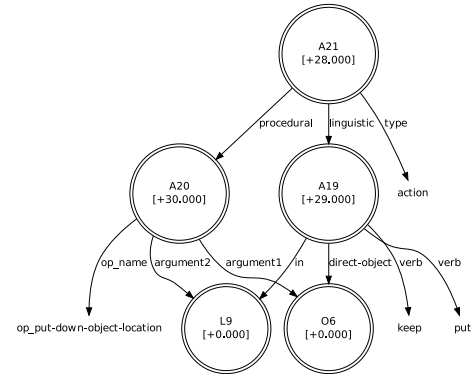 A21
[+28.000]
procedural linguistic type
A20
[+30.000]
A19
[+29.000]
action
op_name argument2 argument1 in direct-object verb verb
op_put-down-object-location
L9
[+0.000]
O6
[+0.000]
keep
put